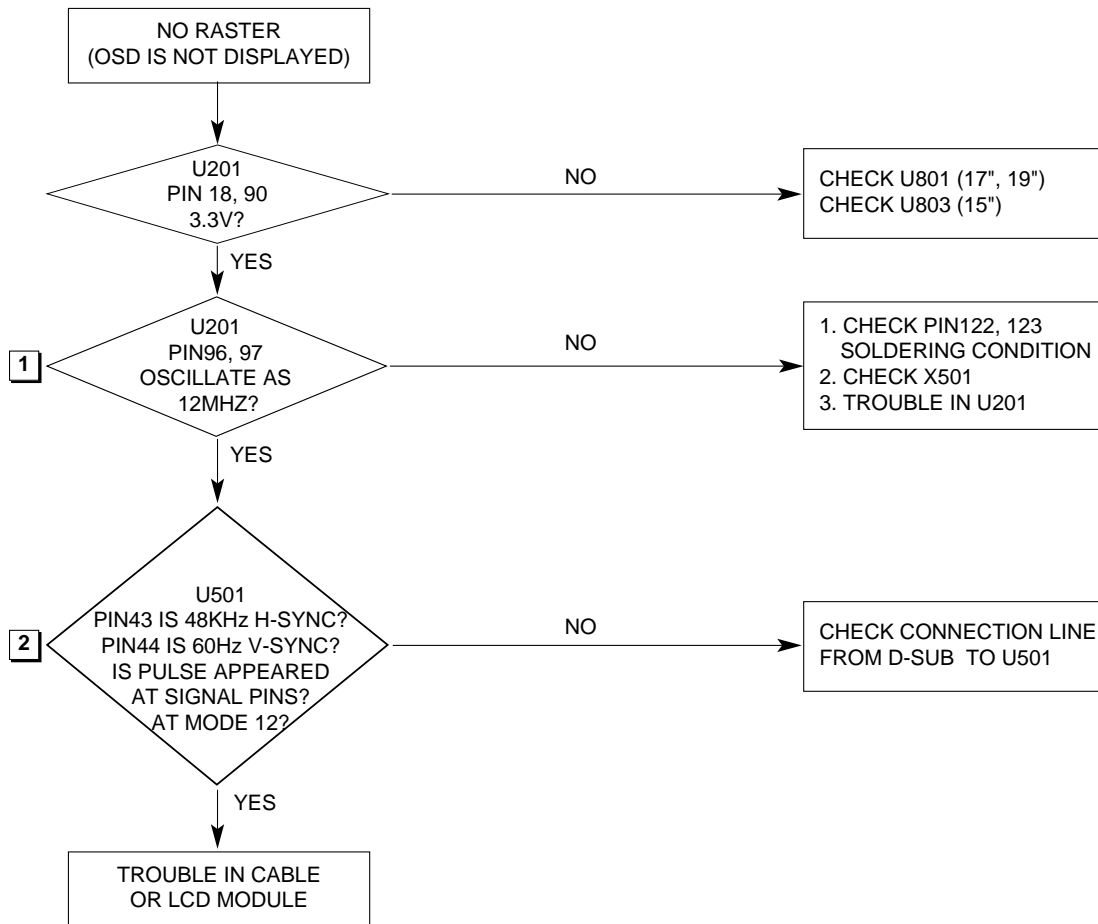 NO RASTER
(OSD IS NOT DISPLAYED)
U201
PIN 18, 90
3.3V?
NO
CHECK U801 (17", 19")
CHECK U803 (15")
YES
1
U201
PIN96, 97
OSCILLATE AS
12MHZ?
NO
1. CHECK PIN122, 123
SOLDERING CONDITION
2. CHECK X501
3. TROUBLE IN U201
YES
2
U501
PIN43 IS 48KHz H-SYNC?
PIN44 IS 60Hz V-SYNC?
IS PULSE APPEARED
AT SIGNAL PINS?
AT MODE 12?
NO
CHECK CONNECTION LINE
FROM D-SUB TO U501
YES
TROUBLE IN CABLE
OR LCD MODULE